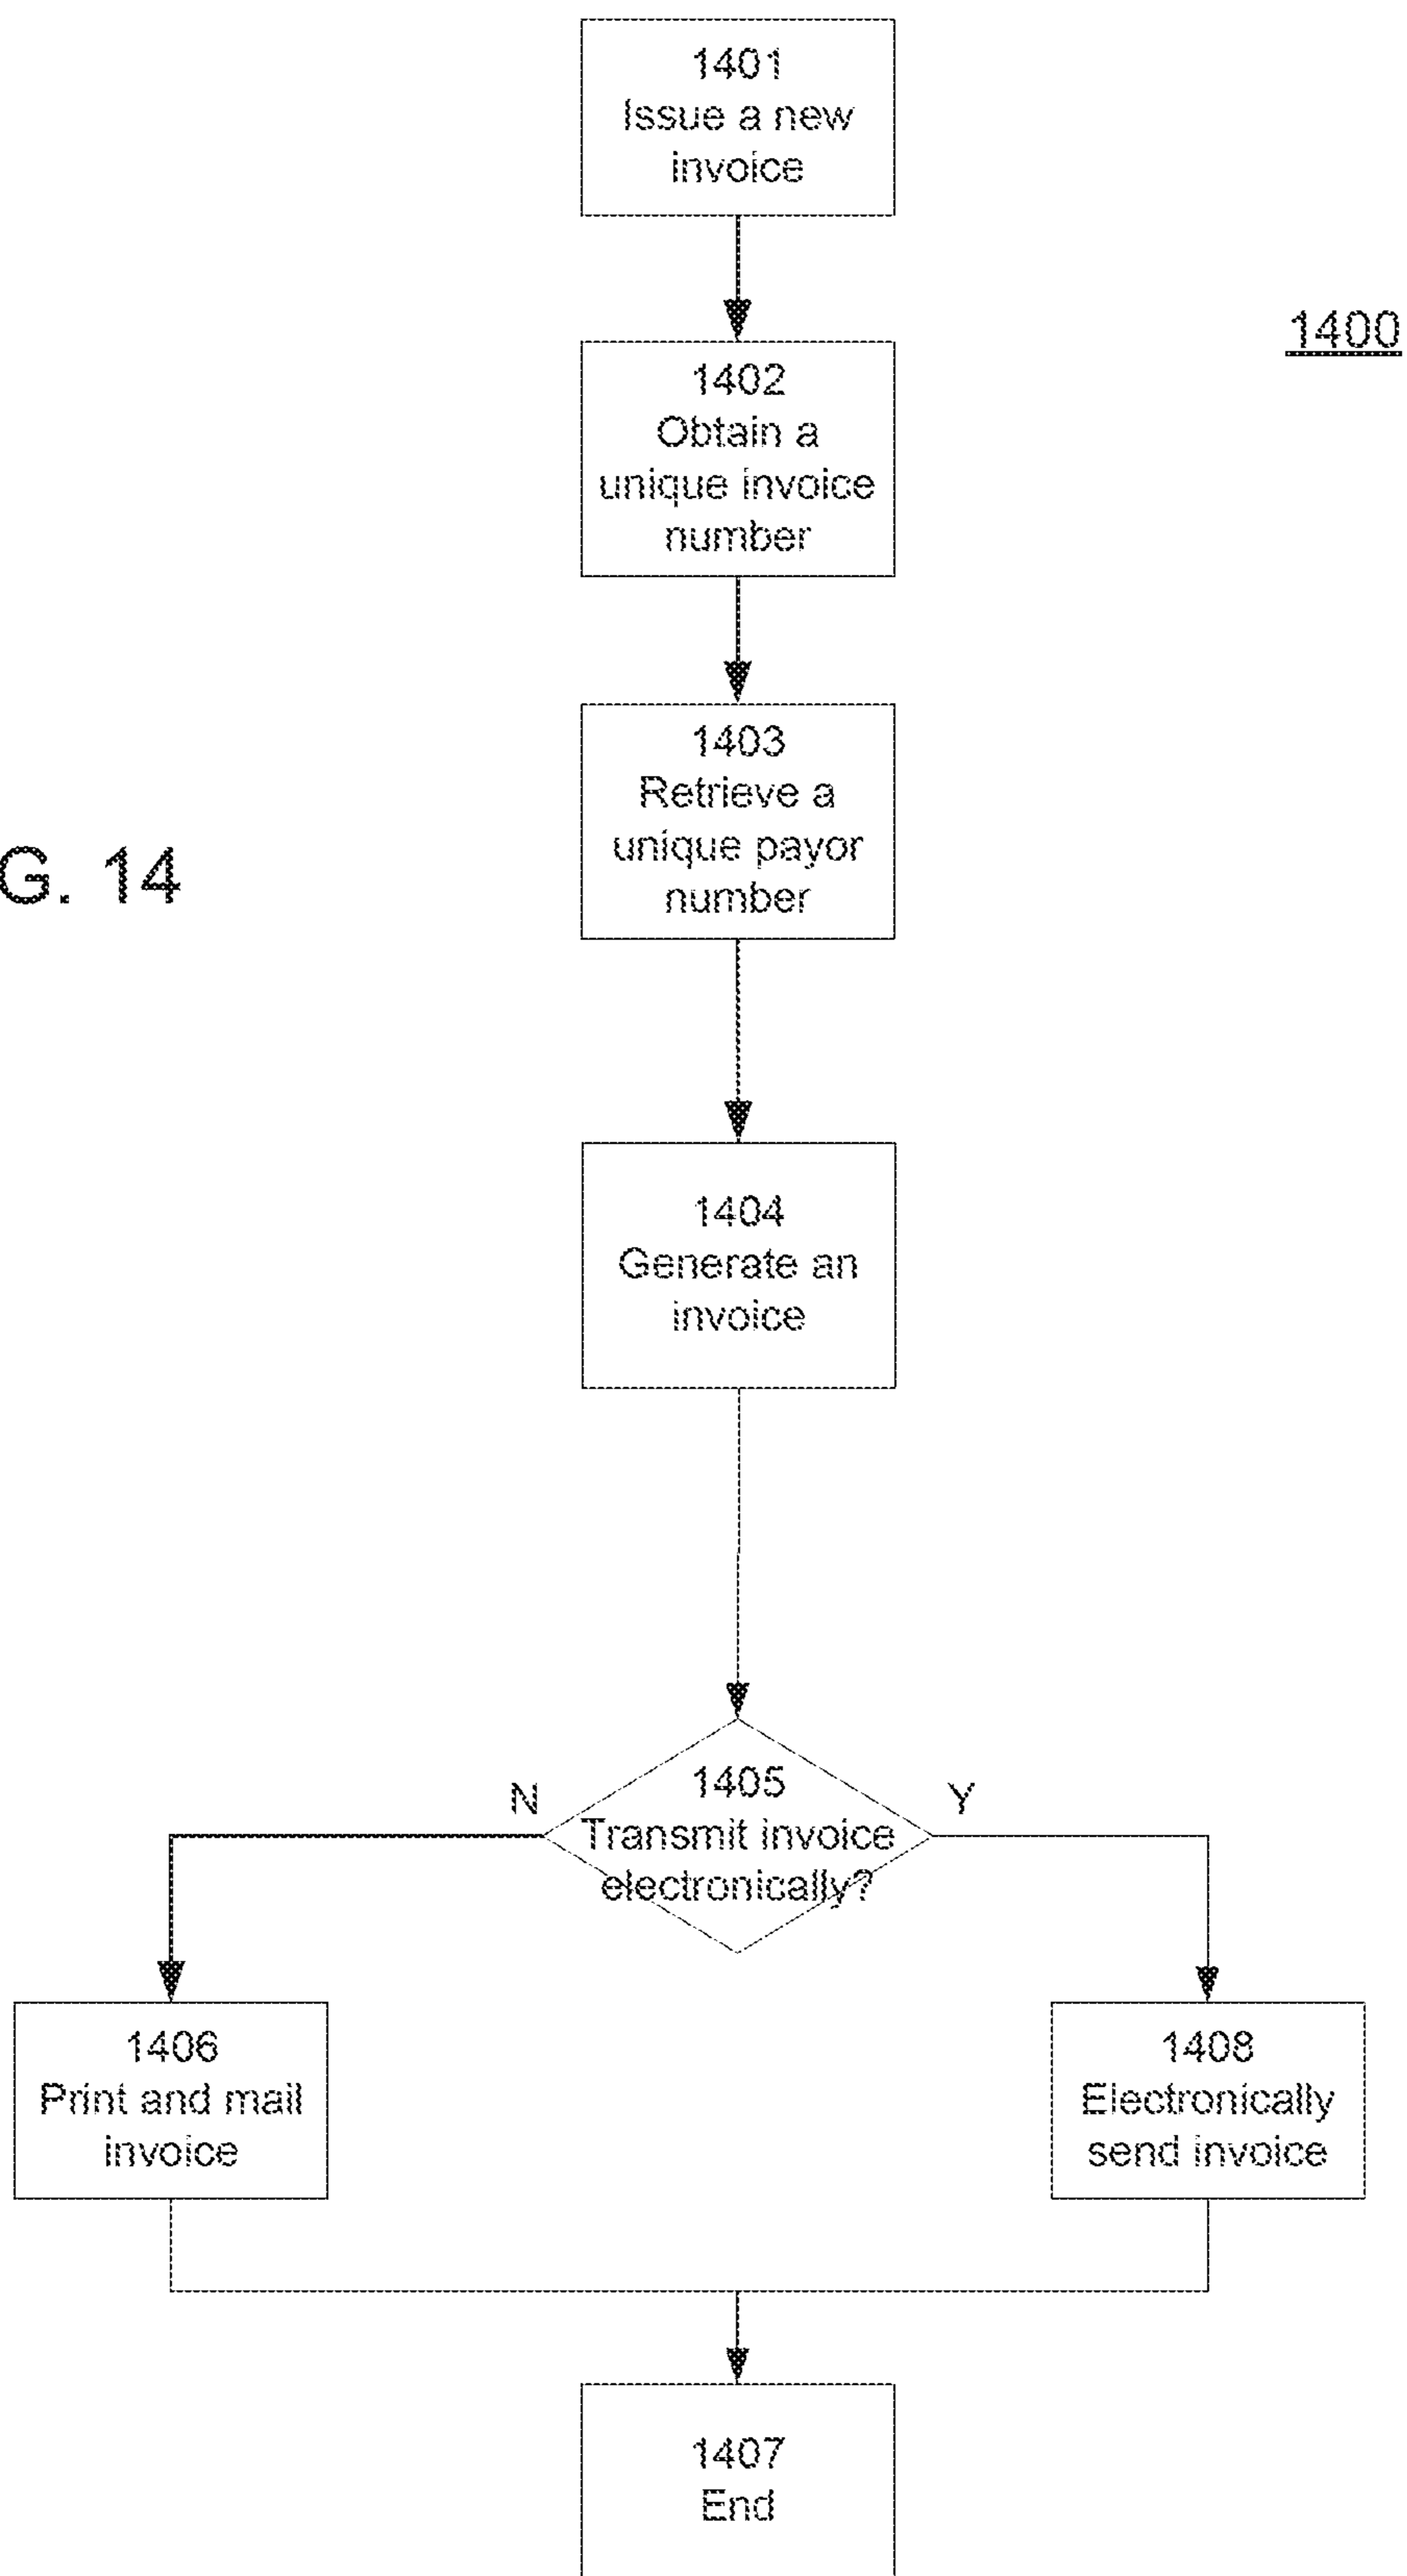 1401
Issue a new
invoice
1400
1402
Obtain a
unique invoice
number
1403
Retrieve a
unique payor
number
G. 14
1404
Generate an
invoice
N
1405
Y
Transmit invoice
electronically?
1406
Print and mail
invoice
1408
Electronically
send invoice
1407
End